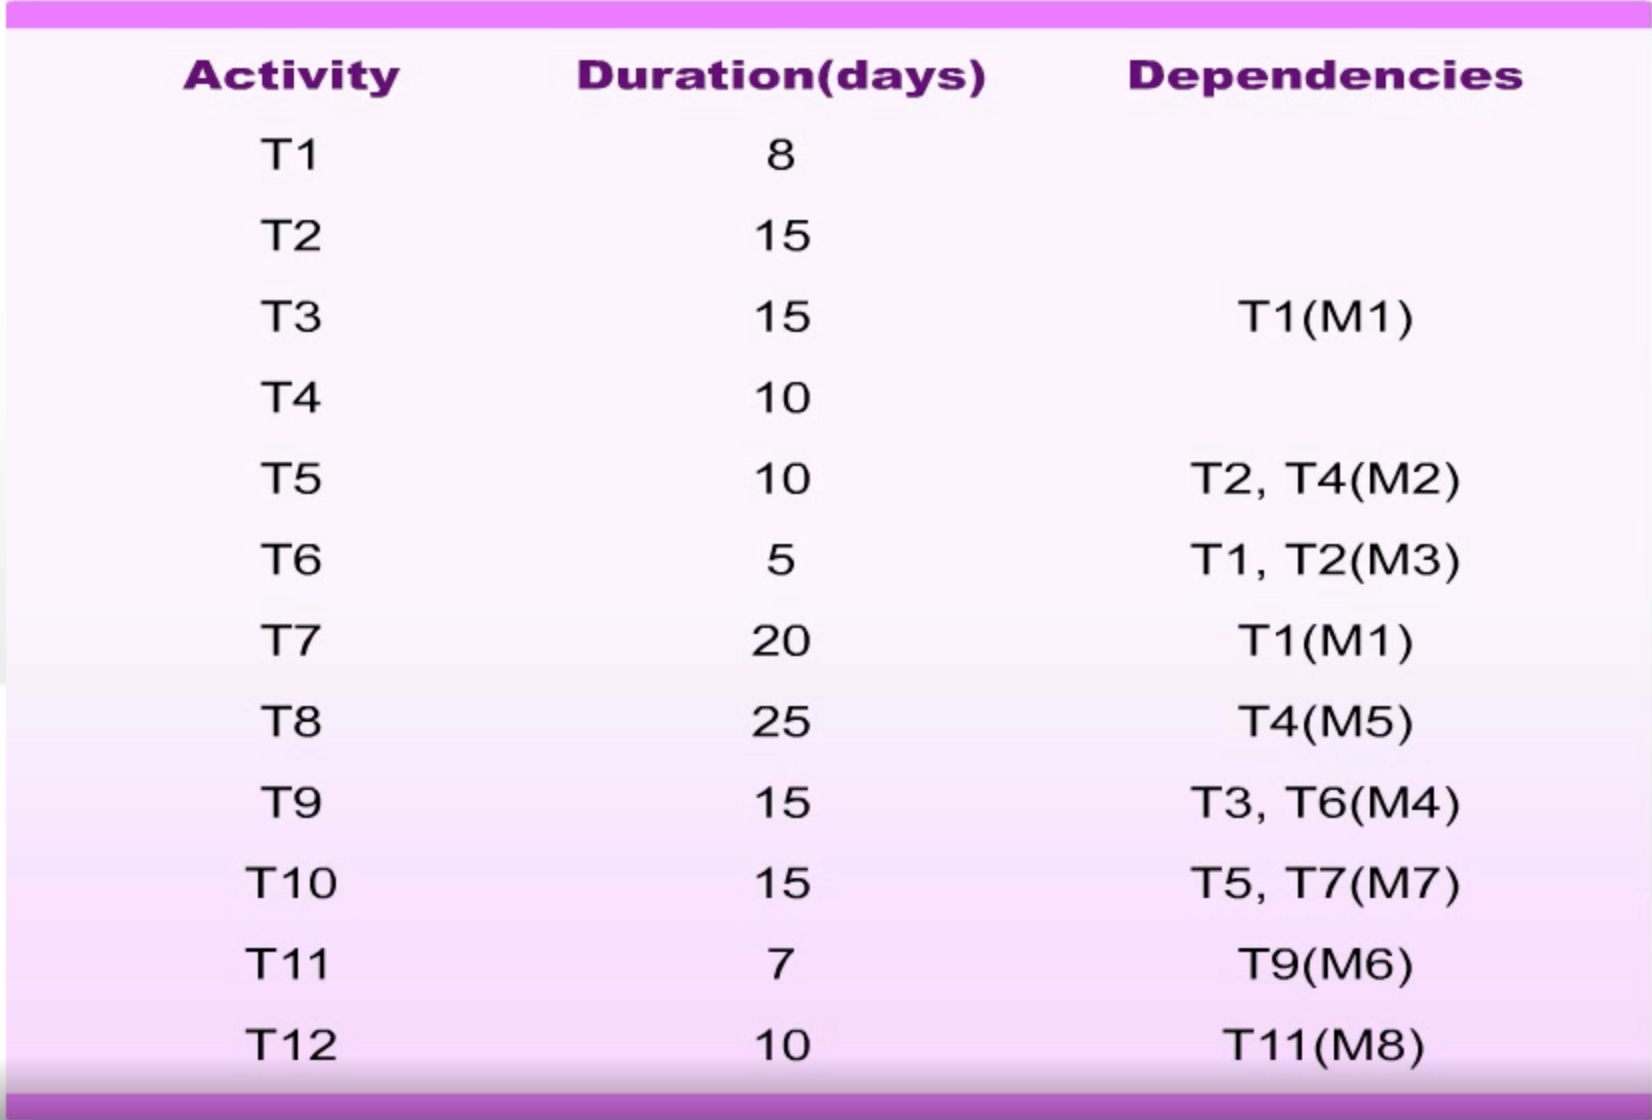 Activity Duration(days) Dependencies
T1 8
T2 15
T3 15 T1(M1)
T4 10
T5 10 T2, T4(M2)
T6 5 T1, T2(M3)
T7 20 T1(M1)
T8 25 T4(M5)
T9 15 T3, T6(M4)
T10 15 T5, T7(M7)
T11 7 T9(M6)
T12 10 T11(M8)